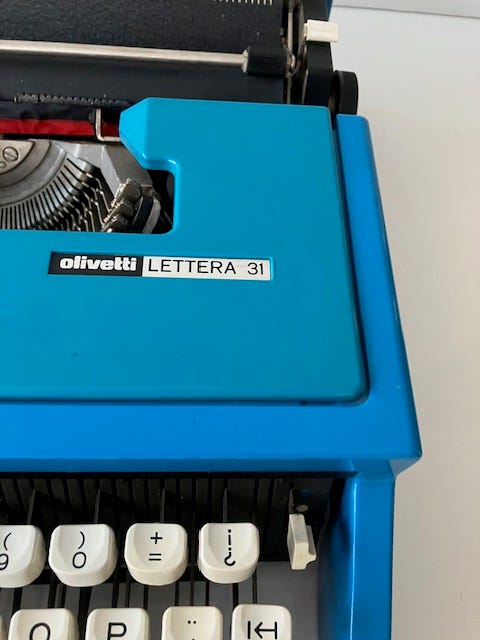 olivetti LETTERA 31
( ) + ¡
9 0 = ¿
O P ¨